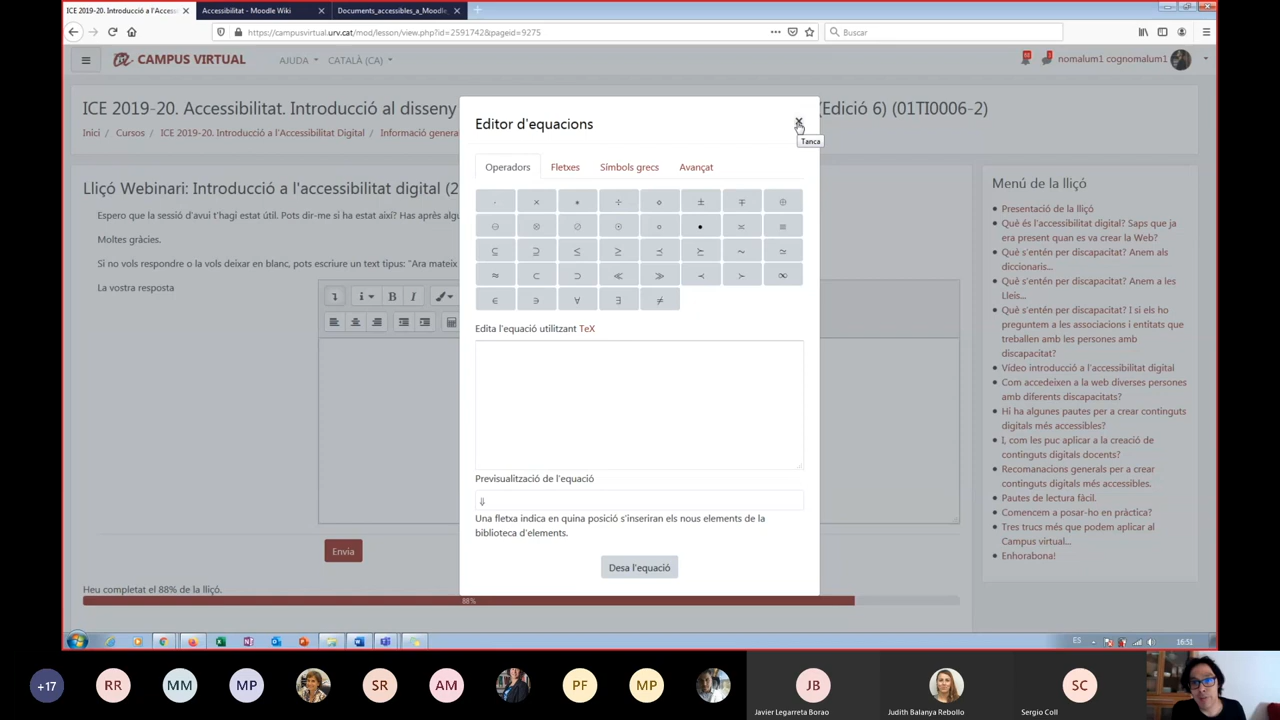 ICE 2019-20. Introducció a l'Acces
Accessibilitat - Moodle Wiki
Documents_accessibles_a_Moodle
https://campusvirtual.urv.cat/mod/lesson/view.php?id=2591742&pageid=9275
Buscar
CAMPUS VIRTUAL
AJUDA
CATALÀ (CA)
nomalum1 cognomalum1
ICE 2019-20. Accessibilitat. Introducció al disseny
(Edició 6) (01TI0006-2)
Inici / Cursos / ICE 2019-20. Introducció a l'Accessibilitat Digital / Informació genera
Lliçó Webinari: Introducció a l'accessibilitat digital (2
Espero que la sessió d'avui t'hagi estat útil. Pots dir-me si ha estat així? Has après algu
Moltes gràcies.
Si no vols respondre o la vols deixar en blanc, pots escriure un text tipus: "Ara mateix
La vostra resposta
i
B
I
Envia
Heu completat el 88% de la lliçó.
88%
Editor d'equacions
Tanca
Operadors
Fletxes
Símbols grecs
Avançat
· × ∗ ÷ ⋄ ± ∓ ⊕
⊖ ⊗ ⊘ ⊙ ∘ • ≍ ≡
⊆ ⊇ ≤ ≥ ⪯ ⪰ ∼ ≃
≈ ⊂ ⊃ ≪ ≫ ≺ ≻ ∞
∈ ∋ ∀ ∃ ≠
Edita l'equació utilitzant TeX
Previsualització de l'equació
⇓
Una fletxa indica en quina posició s'inseriran els nous elements de la
biblioteca d'elements.
Desa l'equació
Menú de la lliçó
Presentació de la lliçó
Què és l'accessibilitat digital? Saps que ja
era present quan es va crear la Web?
Què s'entén per discapacitat? Anem als
diccionaris...
Què s'entén per discapacitat? Anem a les
Lleis...
Què s'entén per discapacitat? I si els ho
preguntem a les associacions i entitats que
treballen amb les persones amb
discapacitat?
Vídeo introducció a l'accessibilitat digital
Com accedeixen a la web diverses persones
amb diferents discapacitats?
Hi ha algunes pautes per a crear continguts
digitals més accessibles?
I, com les puc aplicar a la creació de
continguts digitals docents?
Recomanacions generals per a crear
continguts digitals més accessibles.
Pautes de lectura fàcil.
Comencem a posar-ho en pràctica?
Tres trucs més que podem aplicar al
Campus virtual...
Enhorabona!
ES
16:51
+17
RR
MM
MP
SR
AM
PF
MP
JB
SC
Javier Legarreta Borao
Judith Balanya Rebollo
Sergio Coll